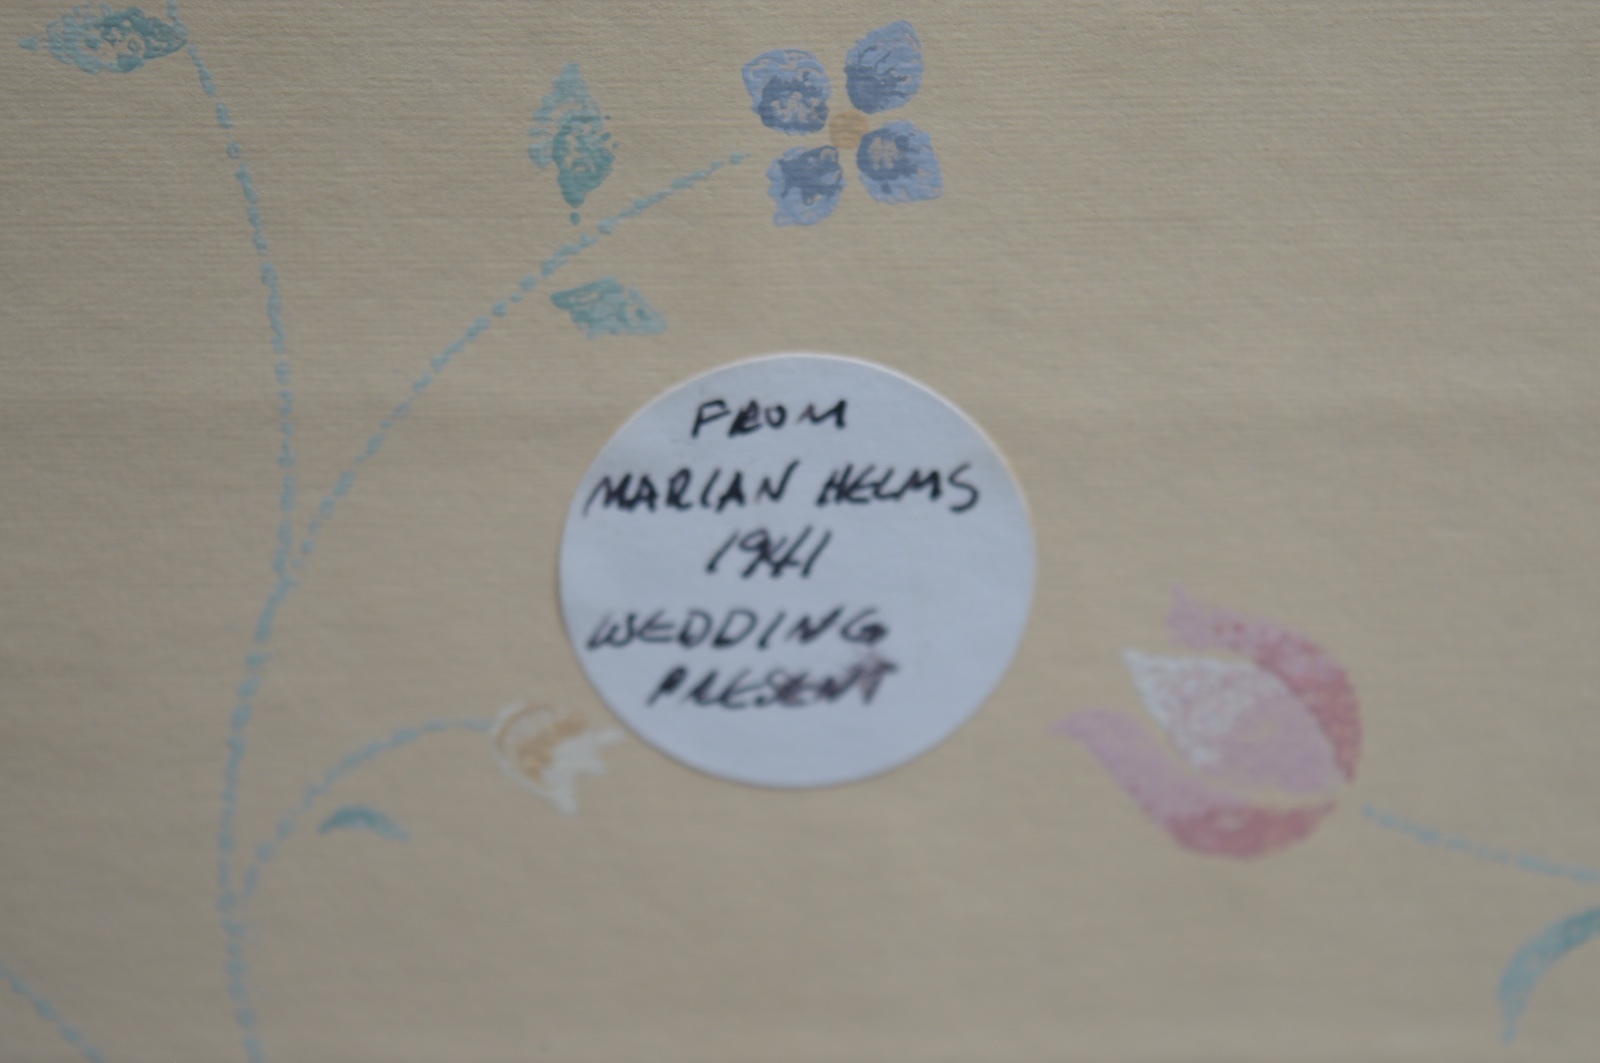 FROM
MARIAN HELMS
1941
WEDDING
PRESENT